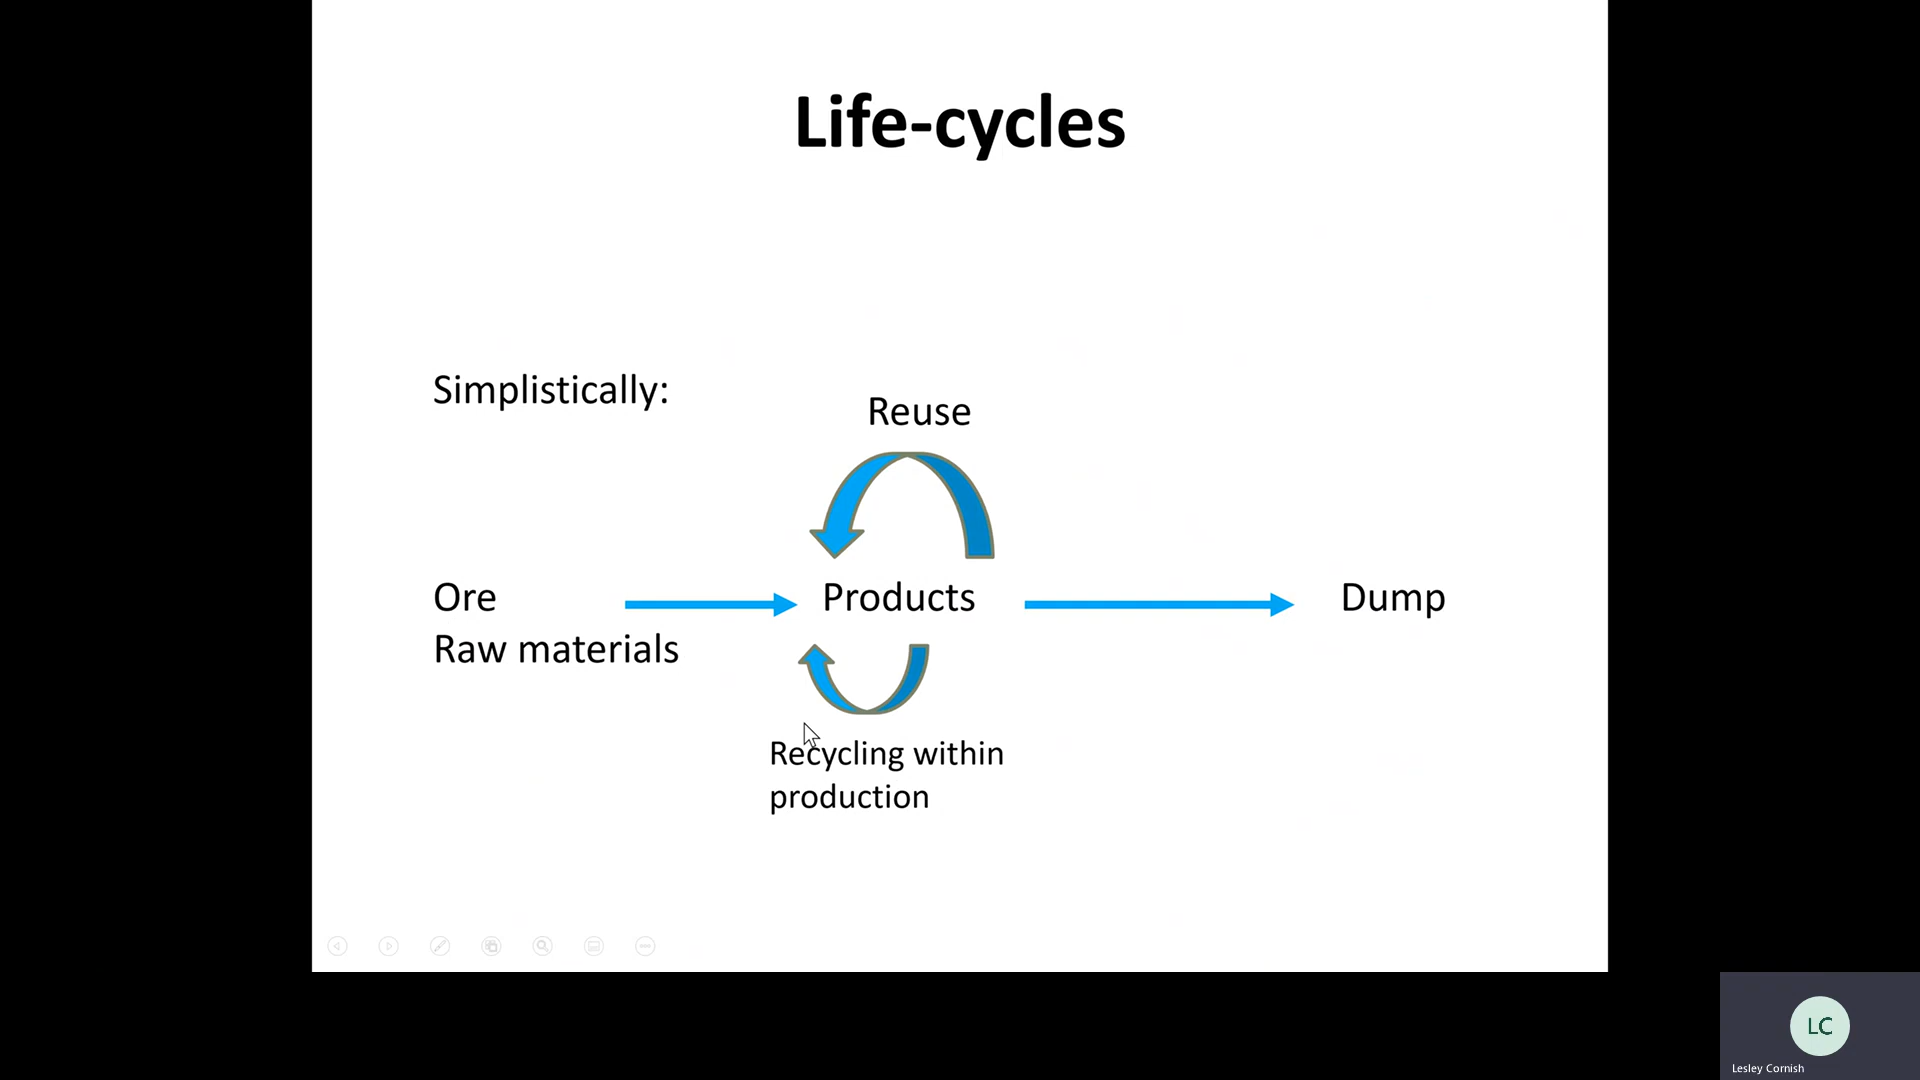 Life-cycles
Simplistically:
Reuse
Ore
Products
Dump
Raw materials
Recycling within
production
LC
Lesley Cornish